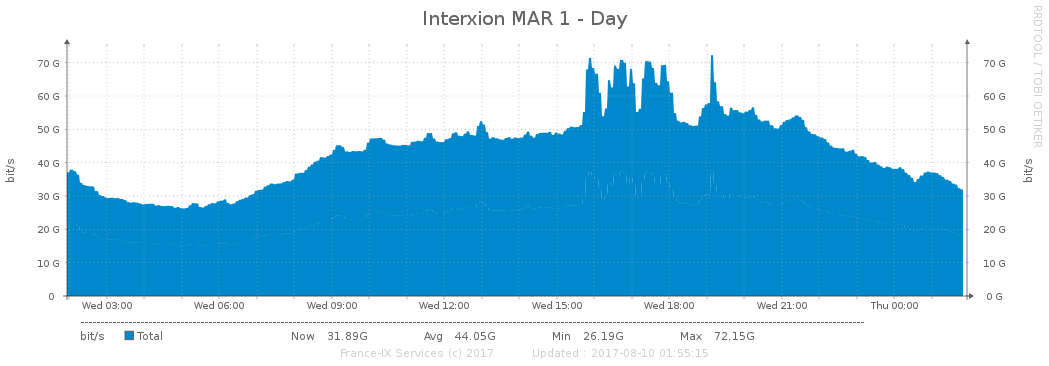 Interxion MAR 1 - Day
RRDTOOL / TOBI OETIKER
bit/s
70 G 70 G
60 G 60 G
50 G 50 G
40 G 40 G
30 G 30 G
20 G 20 G
10 G 10 G
0 0 G
bit/s
Wed 03:00 Wed 06:00 Wed 09:00 Wed 12:00 Wed 15:00 Wed 18:00 Wed 21:00 Thu 00:00
bit/s Total Now 31.89G Avg 44.05G Min 26.19G Max 72.15G
France-IX Services (c) 2017 Updated : 2017-08-10 01:55:15